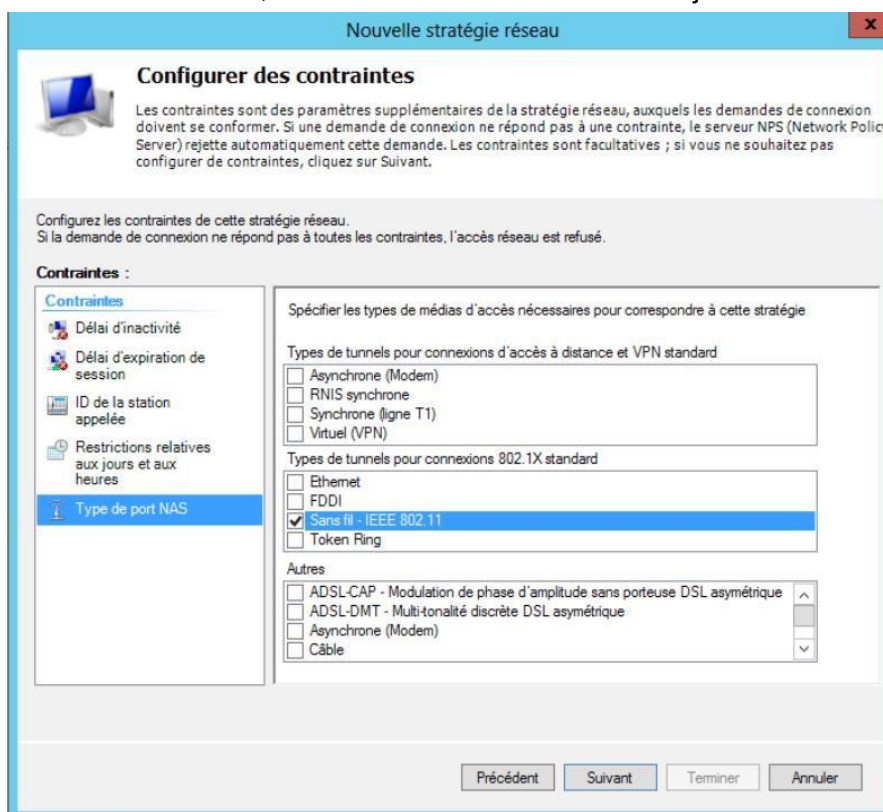 Nouvelle stratégie réseau
x
Configurer des contraintes
Les contraintes sont des paramètres supplémentaires de la stratégie réseau, auxquels les demandes de connexion
doivent se conformer. Si une demande de connexion ne répond pas à une contrainte, le serveur NPS (Network Polic
Server) rejette automatiquement cette demande. Les contraintes sont facultatives ; si vous ne souhaitez pas
configurer de contraintes, cliquez sur Suivant.
Configurez les contraintes de cette stratégie réseau.
Si la demande de connexion ne répond pas à toutes les contraintes, l'accès réseau est refusé.
Contraintes :
Contraintes
Délai d'inactivité
Délai d'expiration de
session
ID de la station
appelée
Restrictions relatives
aux jours et aux
heures
Type de port NAS
Spécifier les types de médias d'accès nécessaires pour correspondre à cette stratégie
Types de tunnels pour connexions d'accès à distance et VPN standard
Asynchrone (Modem)
RNIS synchrone
Synchrone (ligne T1)
Virtuel (VPN)
Types de tunnels pour connexions 802.1X standard
Ethernet
FDDI
Sans fil - IEEE 802.11
Token Ring
Autres
ADSL-CAP - Modulation de phase d'amplitude sans porteuse DSL asymétrique
ADSL-DMT - Multi-tonalité discrète DSL asymétrique
Asynchrone (Modem)
Câble
Précédent
Suivant
Terminer
Annuler